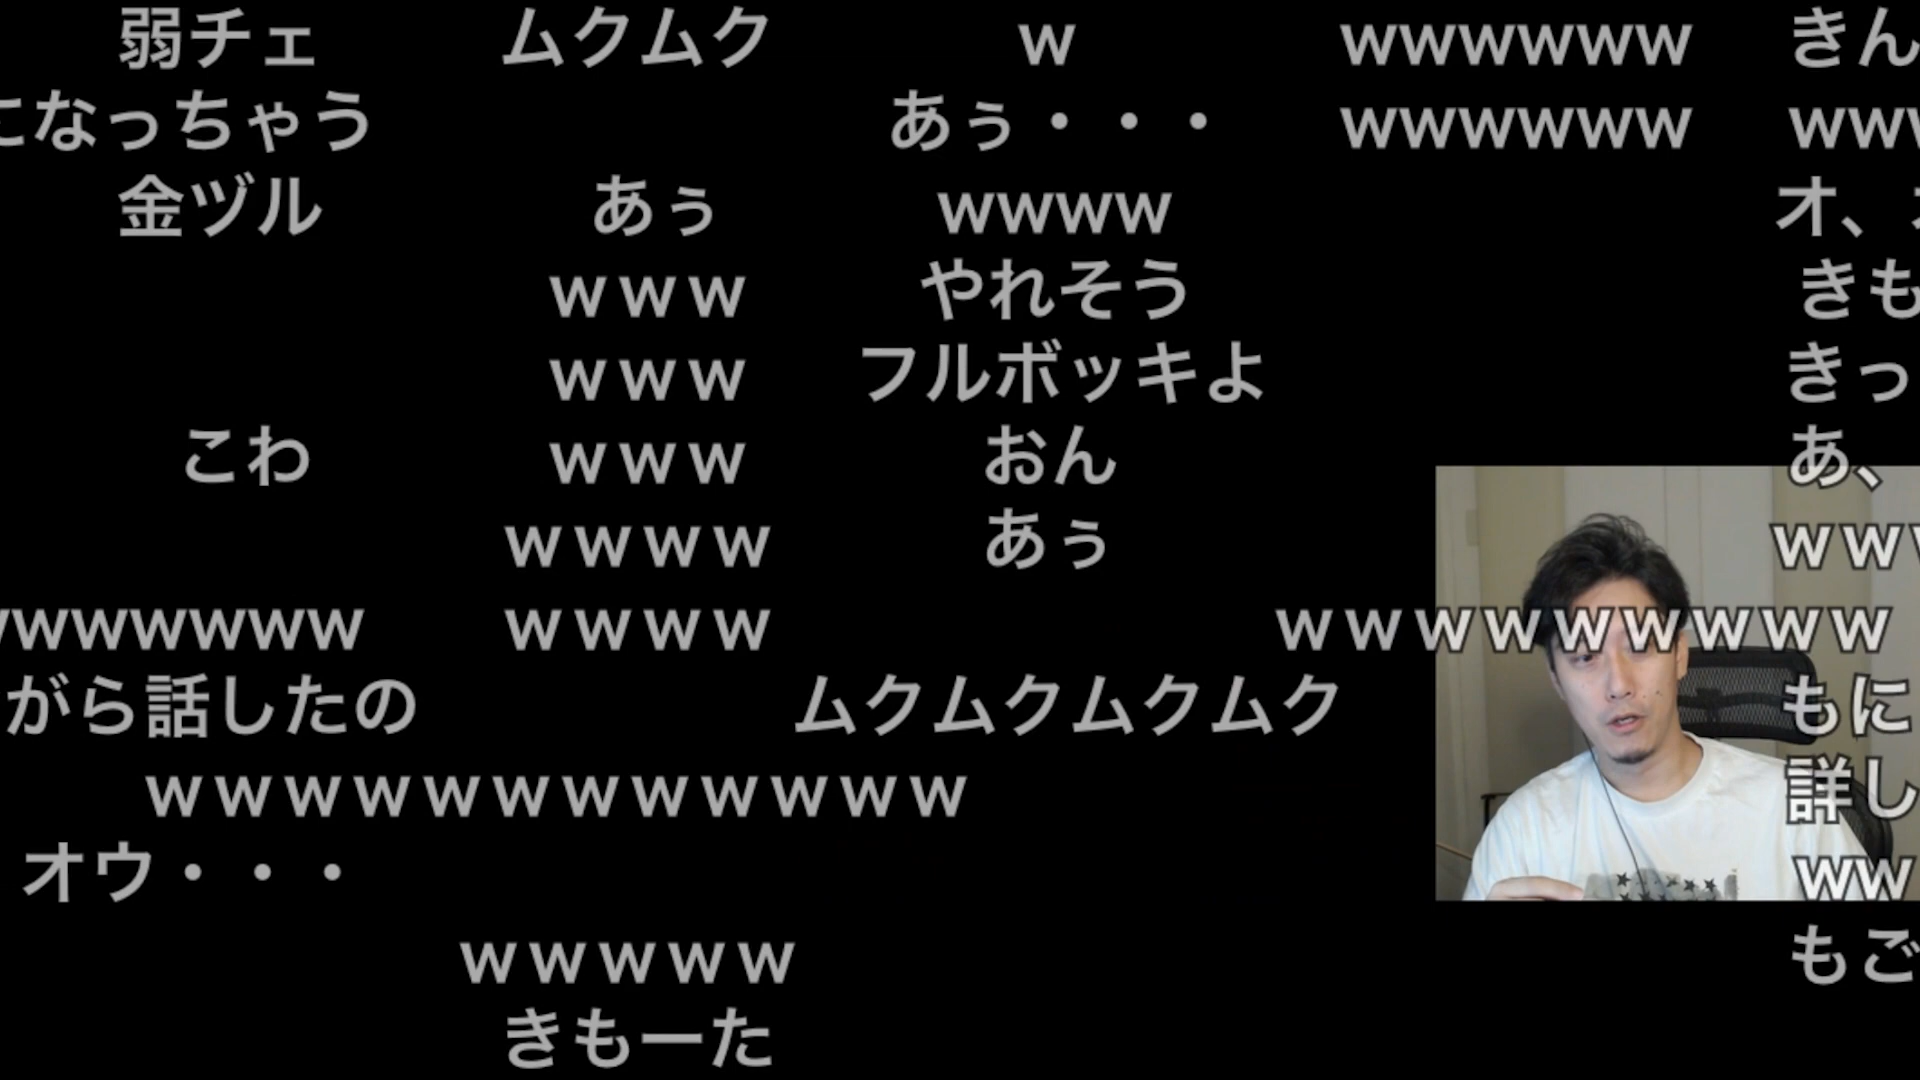 弱チェ ムクムク w wwwwww きん
になっちゃう あぅ・・・ wwwwww www
金ヅル あぅ wwww オ、
ｗｗｗ やれそう きも
ｗｗｗ フルボッキよ きっ
こわ ｗｗｗ おん あ、
ｗｗｗｗ あぅ ｗｗｗ
wwwwwww ｗｗｗｗ ｗｗｗｗｗｗｗｗｗ
がら話したの ムクムクムクムク もに
ｗｗｗｗｗｗｗｗｗｗｗｗ 詳し
オウ・・・ ww
ｗｗｗｗｗ もご
きもーた